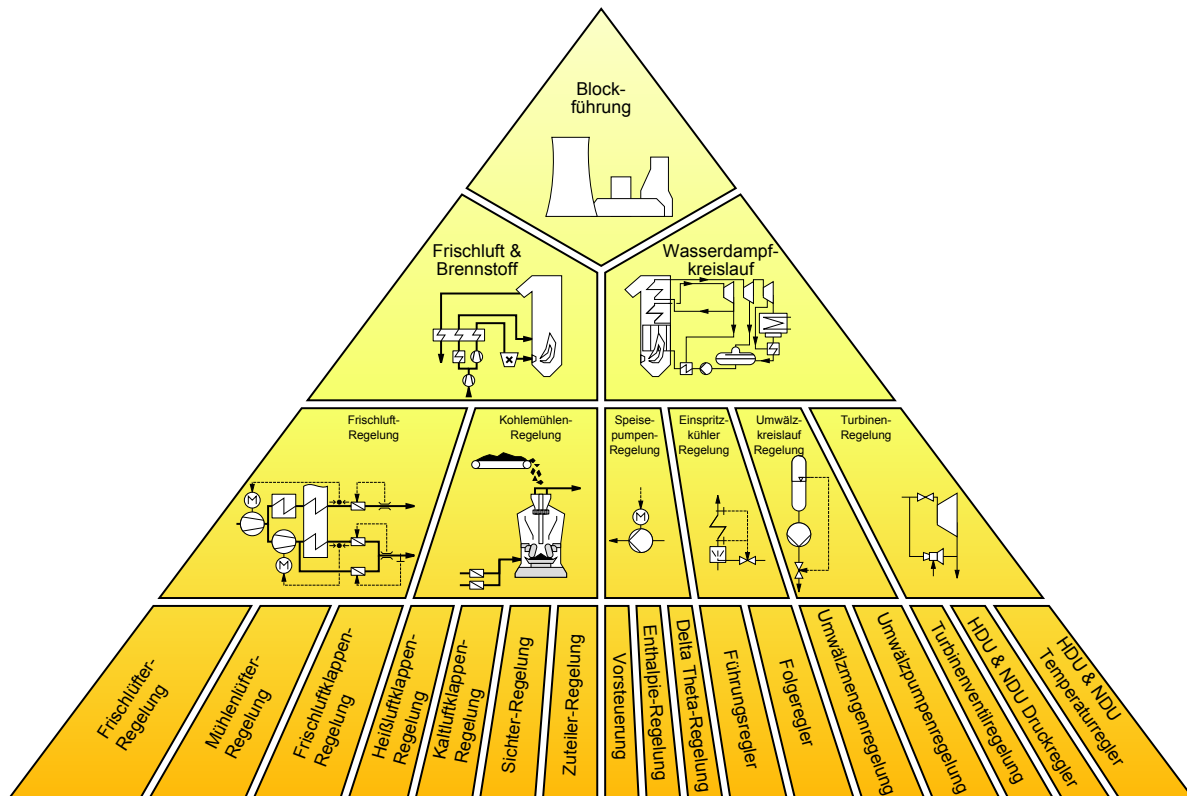 Block-
führung
Frischluft &
Brennstoff
Wasserdampf-
kreislauf
Frischluft-
Regelung
Kohlemühlen-
Regelung
Speise-
pumpen-
Regelung
Einspritz-
kühler
Regelung
Umwälz-
kreislauf
Regelung
Turbinen-
Regelung
M
M
M
Frischlüfter-
Regelung
Mühlenlüfter-
Regelung
Frischluftklappen-
Regelung
Heißluftklappen-
Regelung
Kaltluftklappen-
Regelung
Sichter-Regelung
Zuteiler-Regelung
Vorsteuerung
Enthalpie-Regelung
Delta Theta-Regelung
Führungsregler
Folgeregler
Umwälzmengenregelung
Umwälzpumpenregelung
Turbinenventilregelung
HDU & NDU Druckregler
HDU & NDU
Temperaturregler